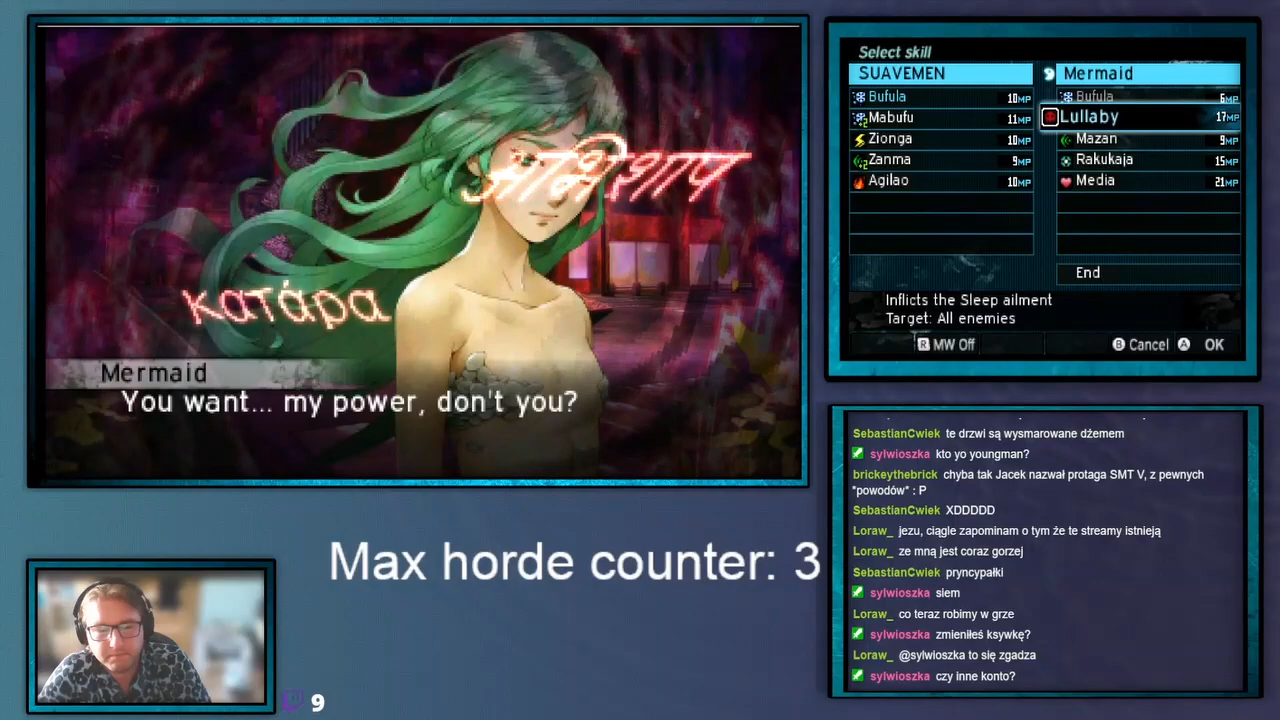 κατάρα
Mermaid
You want... my power, don't you?
Select skill
SUAVEMEN
Bufula 10MP
Mabufu 11MP
Zionga 10MP
Zanma 9MP
Agilao 10MP
Mermaid
Bufula 6MP
Lullaby 17MP
Mazan 9MP
Rakukaja 15MP
Media 21MP
End
Inflicts the Sleep ailment
Target: All enemies
R MW Off
B Cancel A OK
Max horde counter: 3
SebastianCwiek te drzwi są wysmarowane dżemem
sylwioszka kto yo youngman?
brickeythebrick chyba tak Jacek nazwał protaga SMT V, z pewnych
*powodów* : P
SebastianCwiek XDDDDD
Loraw_ jezu, ciągle zapominam o tym że te streamy istnieją
Loraw_ ze mną jest coraz gorzej
SebastianCwiek pryncypałki
sylwioszka siem
Loraw_ co teraz robimy w grze
sylwioszka zmieniłeś ksywkę?
Loraw_ @sylwioszka to się zgadza
sylwioszka czy inne konto?
9